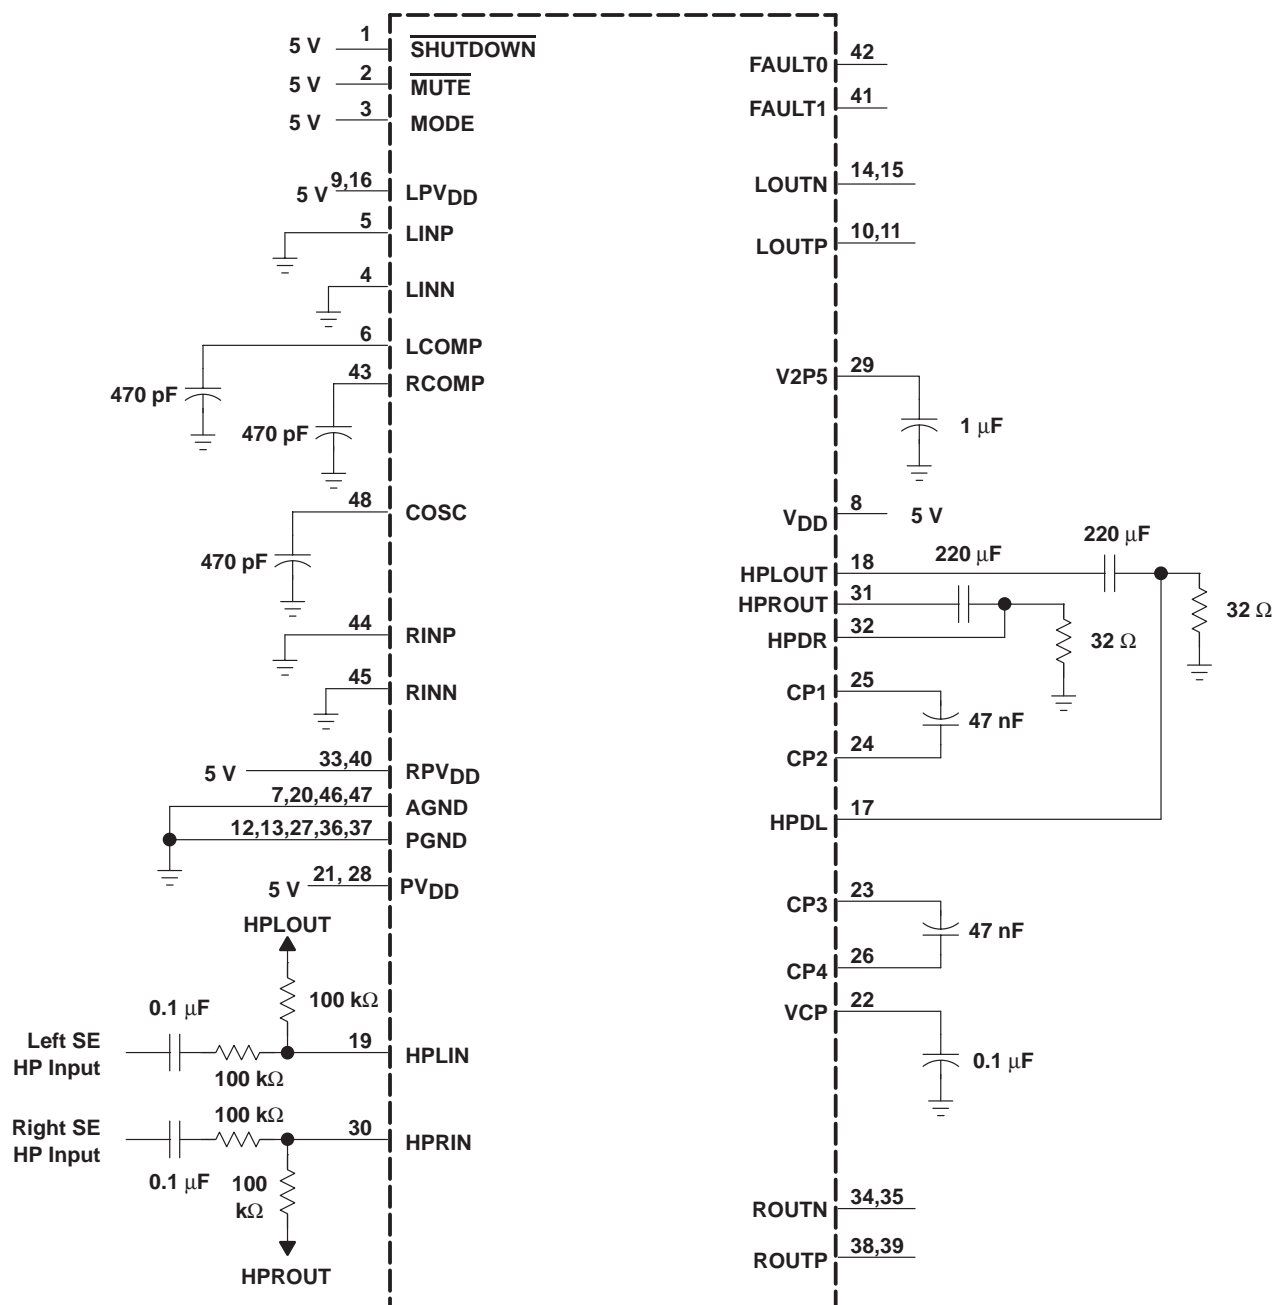 1
5 V
SHUTDOWN
2
5 V
MUTE
3
5 V
MODE
9,16
5 V
LPVDD
5
LINP
4
LINN
6
LCOMP
470 pF
43
RCOMP
470 pF
48
COSC
470 pF
44
RINP
45
RINN
33,40
5 V
RPVDD
7,20,46,47
AGND
12,13,27,36,37
PGND
21, 28
5 V
PVDD
HPLOUT
100 kΩ
0.1 μF
Left SE
HP Input
100 kΩ
19
HPLIN
100 kΩ
Right SE
HP Input
0.1 μF
30
HPRIN
100
kΩ
HPROUT
42
FAULT0
41
FAULT1
14,15
LOUTN
10,11
LOUTP
29
V2P5
1 μF
8
VDD
5 V
220 μF
220 μF
18
HPLOUT
31
HPROUT
32
HPDR
32 Ω
32 Ω
25
CP1
47 nF
24
CP2
17
HPDL
23
CP3
47 nF
26
CP4
22
VCP
0.1 μF
34,35
ROUTN
38,39
ROUTP